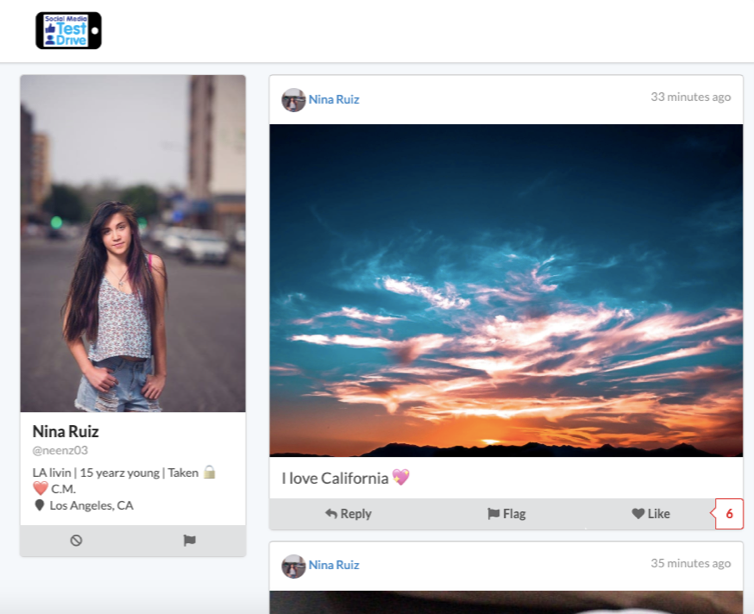 Social Media
Test
Drive
Nina Ruiz
@neenz03
LA livin | 15 yearz young | Taken 🔒
❤️ C.M.
Los Angeles, CA
Nina Ruiz
33 minutes ago
I love California 💖
Reply
Flag
Like
6
Nina Ruiz
35 minutes ago